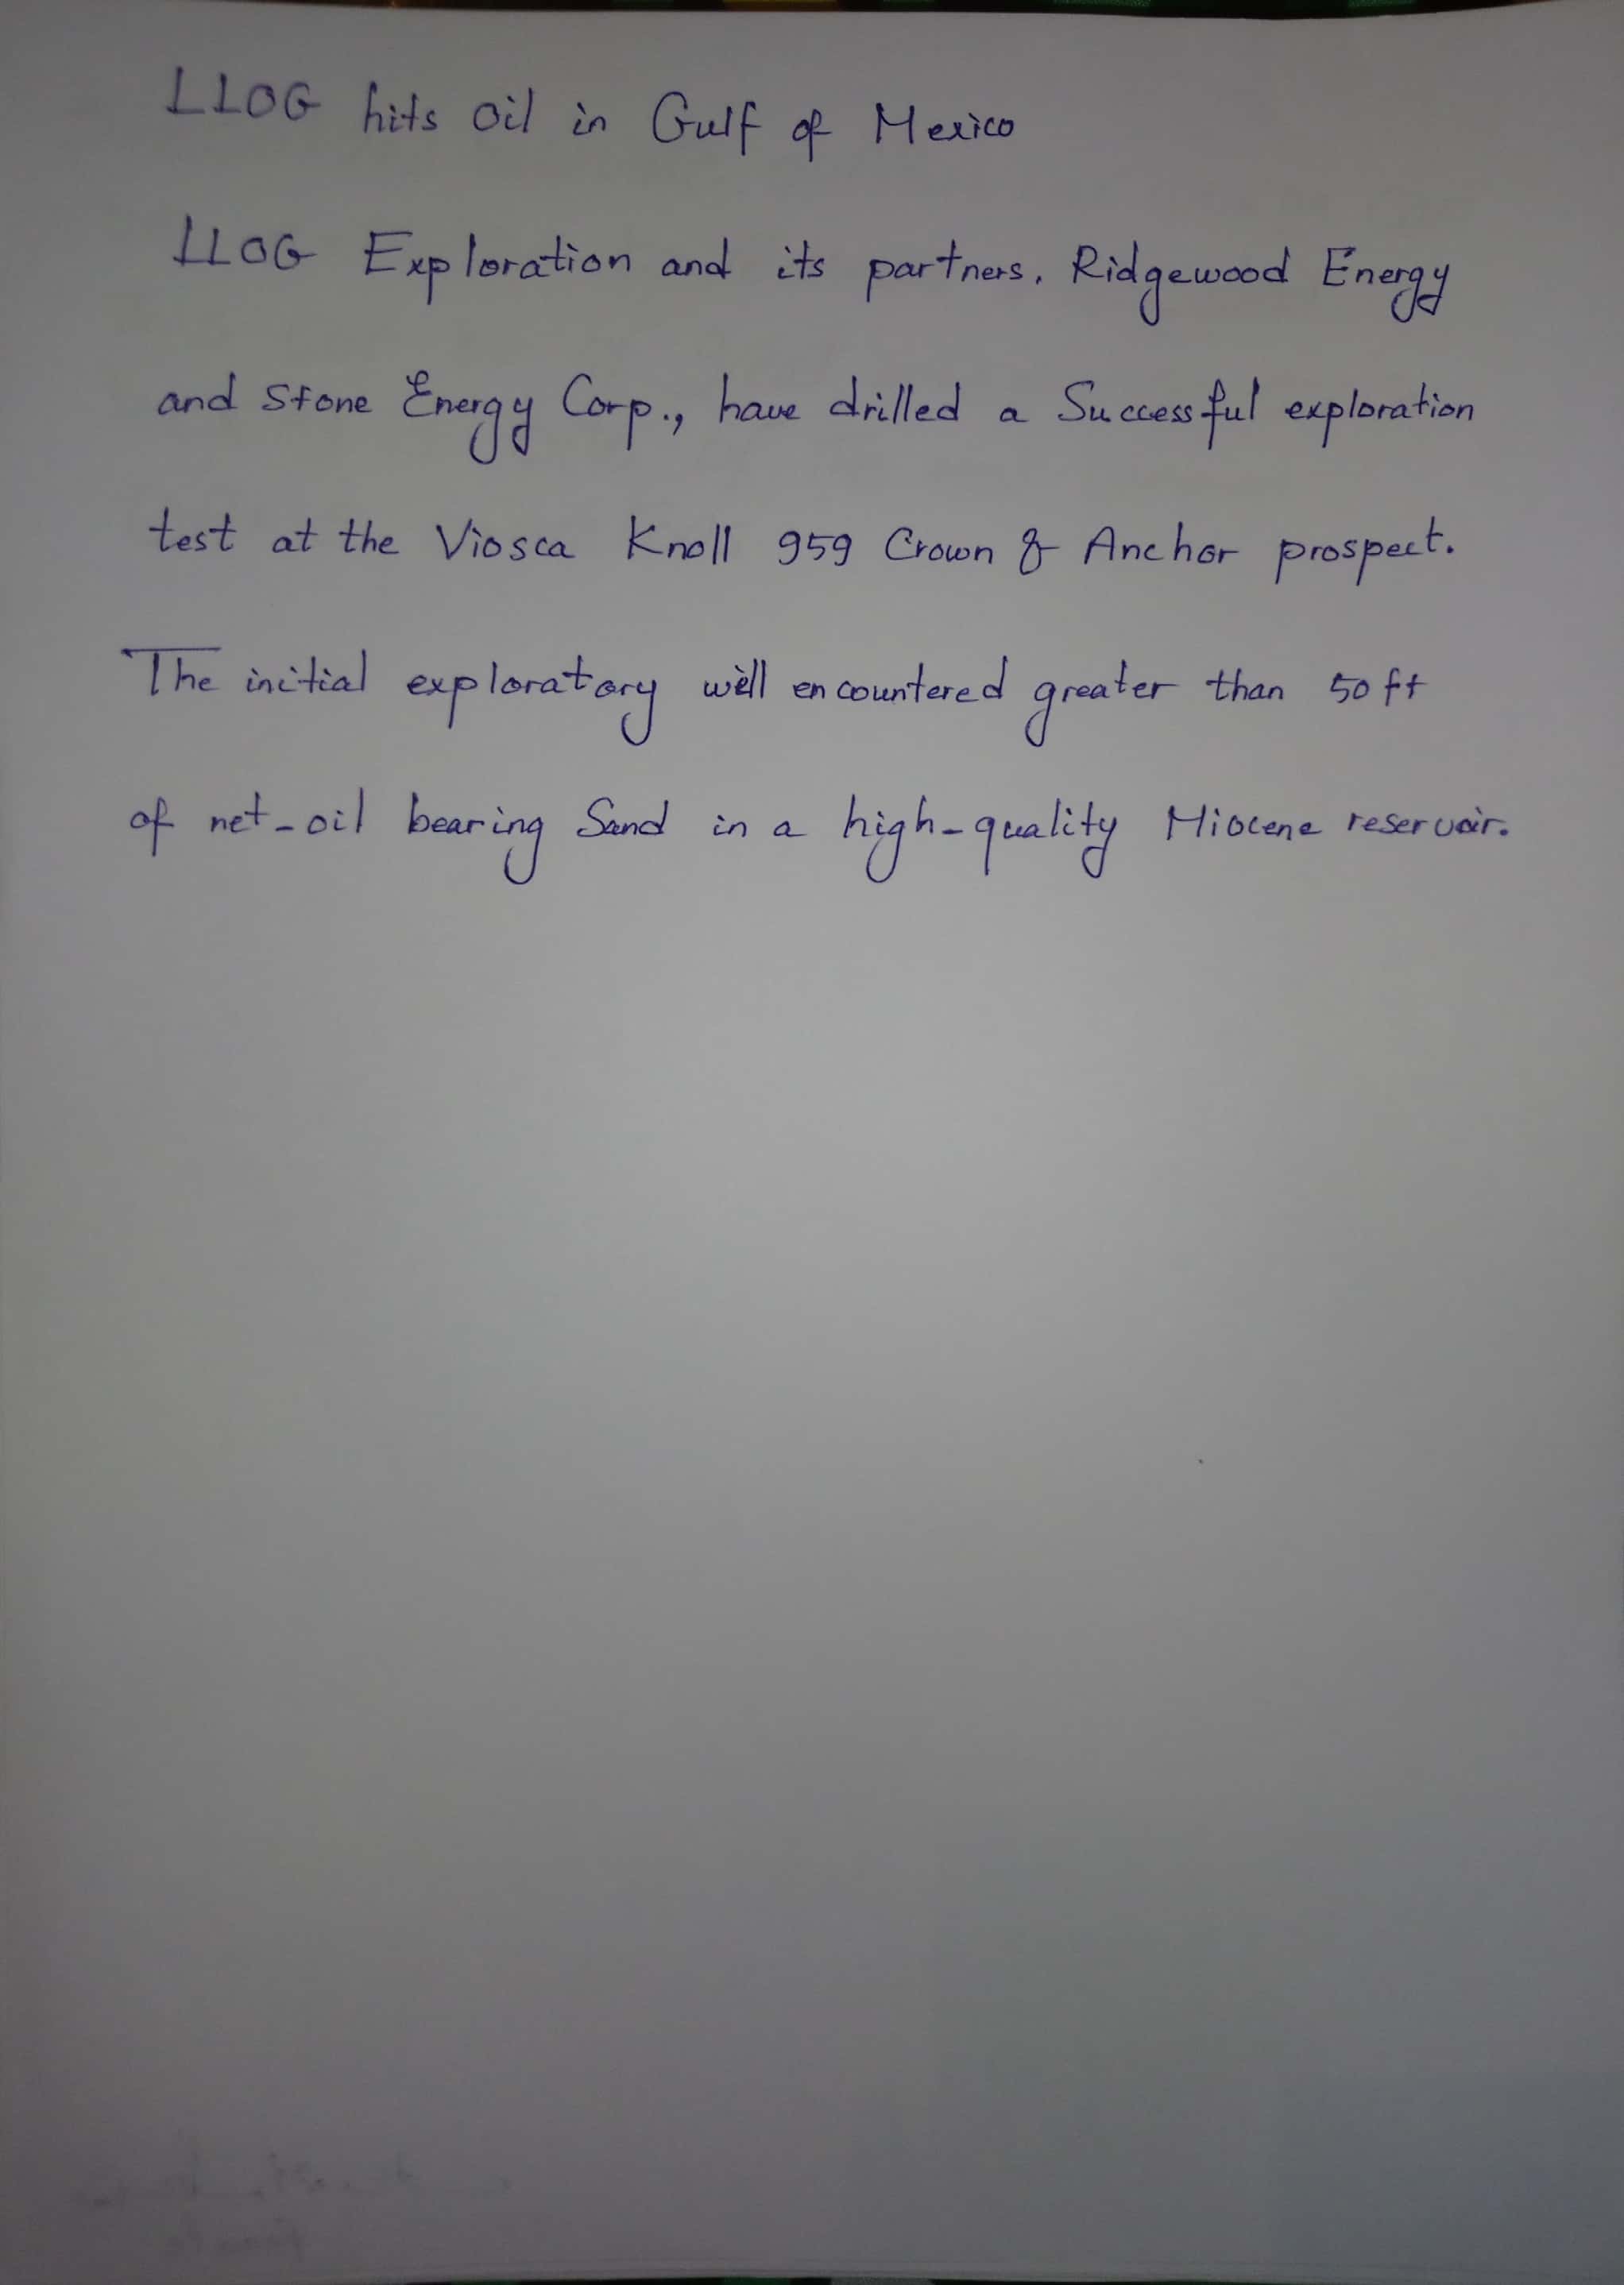 LLOG hits oil in Gulf of Mexico
LLOG Exploration and its partners, Ridgewood Energy
and Stone Energy Corp., have drilled a Successful exploration
test at the Viosca Knoll 959 Crown & Anchor prospect.
The initial exploratory well encountered greater than 50 ft
of net-oil bearing Sand in a high-quality Miocene reservoir.